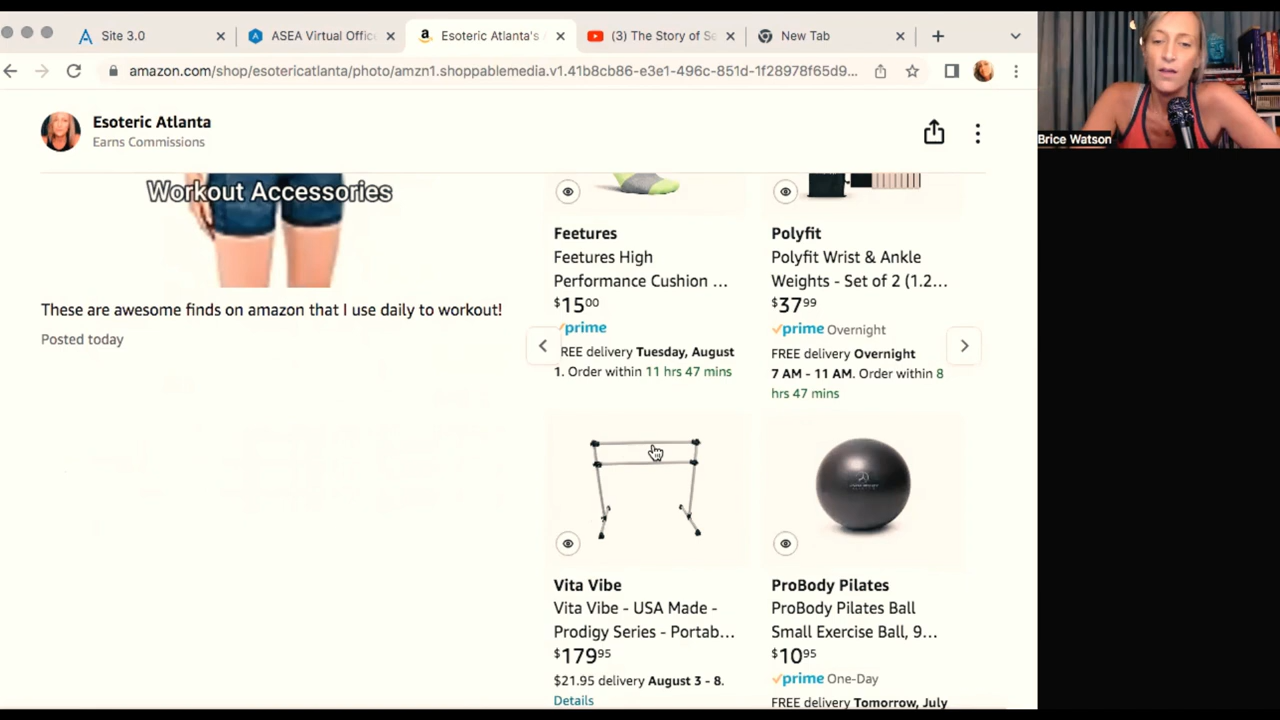 Site 3.0
ASEA Virtual Offic
Esoteric Atlanta's
(3) The Story of Se
New Tab
amazon.com/shop/esotericatlanta/photo/amzn1.shoppablemedia.v1.41b8cb86-e3e1-496c-851d-1f28978f65d9...
Brice Watson
Esoteric Atlanta
Earns Commissions
Workout Accessories
These are awesome finds on amazon that I use daily to workout!
Posted today
Feetures
Feetures High
Performance Cushion ...
$15 00
prime
REE delivery Tuesday, August
1. Order within 11 hrs 47 mins
Polyfit
Polyfit Wrist & Ankle
Weights - Set of 2 (1.2...
$37 99
prime Overnight
FREE delivery Overnight
7 AM - 11 AM. Order within 8
hrs 47 mins
Vita Vibe
Vita Vibe - USA Made -
Prodigy Series - Portab...
$179 95
$21.95 delivery August 3 - 8.
Details
ProBody Pilates
ProBody Pilates Ball
Small Exercise Ball, 9...
$10 95
prime One-Day
FREE delivery Tomorrow, July